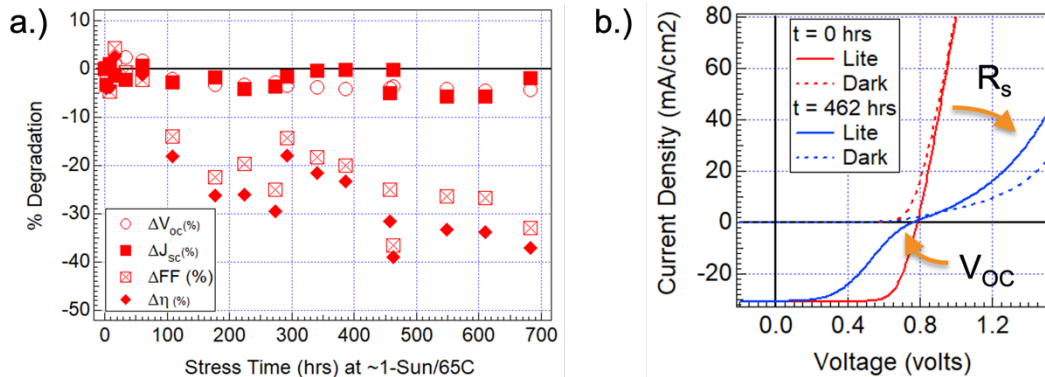 a.)
10
0
-10
-20
-30
-40
-50
% Degradation
ΔVoc(%)
ΔJsc(%)
ΔFF (%)
Δη (%)
0 100 200 300 400 500 600 700
Stress Time (hrs) at ~1-Sun/65C
b.)
80
60
40
20
0
-20
Current Density (mA/cm2)
t = 0 hrs
Lite
Dark
t = 462 hrs
Lite
Dark
Rs
VOC
0.0 0.4 0.8 1.2
Voltage (volts)